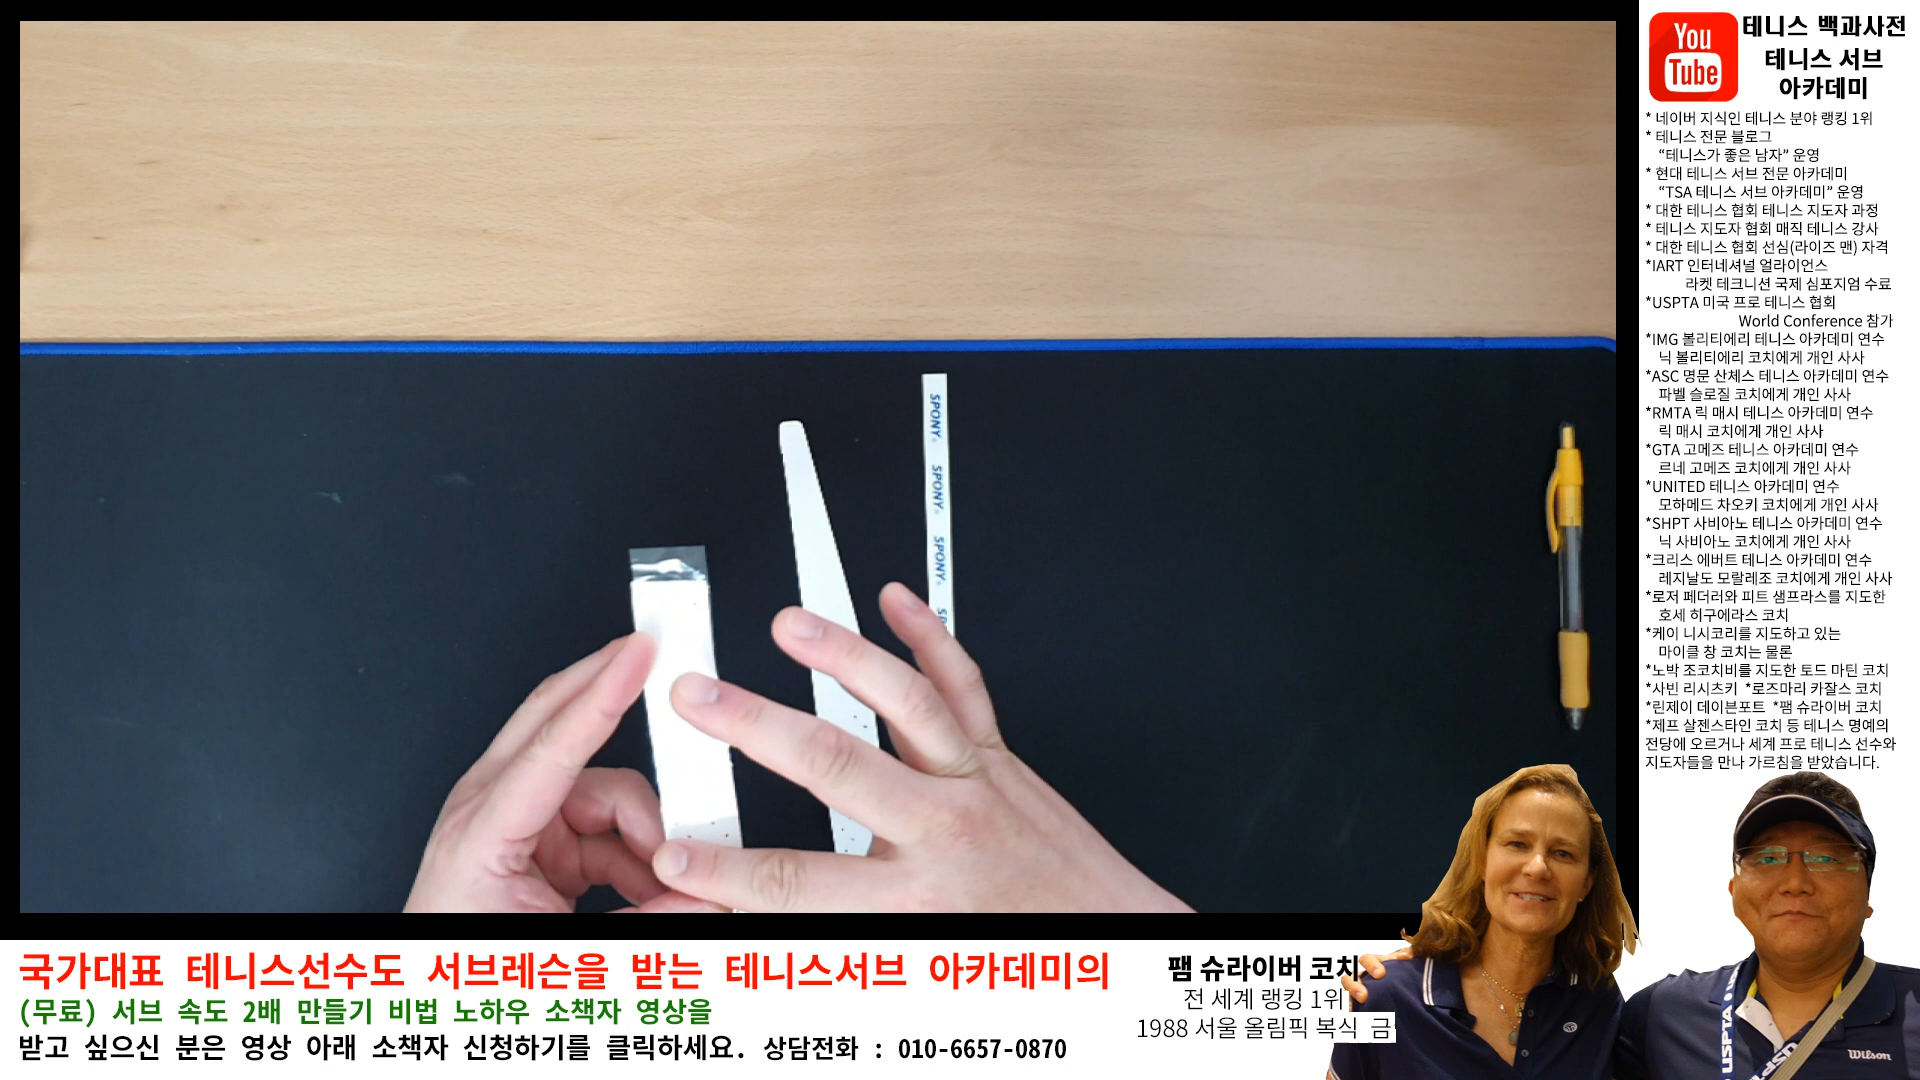 You
Tube
테니스 백과사전
테니스 서브
아카데미
* 네이버 지식인 테니스 분야 랭킹 1위
* 테니스 전문 블로그
“테니스가 좋은 남자” 운영
* 현대 테니스 서브 전문 아카데미
“TSA 테니스 서브 아카데미” 운영
* 대한 테니스 협회 테니스 지도자 과정
* 테니스 지도자 협회 매직 테니스 강사
* 대한 테니스 협회 선심(라이즈 맨) 자격
*IART 인터네셔널 얼라이언스
라켓 테크니션 국제 심포지엄 수료
*USPTA 미국 프로 테니스 협회
World Conference 참가
*IMG 볼리티에리 테니스 아카데미 연수
닉 볼리티에리 코치에게 개인 사사
*ASC 명문 산체스 테니스 아카데미 연수
파벨 슬로질 코치에게 개인 사사
*RMTA 릭 매시 테니스 아카데미 연수
릭 매시 코치에게 개인 사사
*GTA 고메즈 테니스 아카데미 연수
르네 고메즈 코치에게 개인 사사
*UNITED 테니스 아카데미 연수
모하메드 차오키 코치에게 개인 사사
*SHPT 사비아노 테니스 아카데미 연수
닉 사비아노 코치에게 개인 사사
*크리스 에버트 테니스 아카데미 연수
레지날도 모랄레조 코치에게 개인 사사
*로저 페더러와 피트 샘프라스를 지도한
호세 히구에라스 코치
*케이 니시코리를 지도하고 있는
마이클 창 코치는 물론
*노박 조코치비를 지도한 토드 마틴 코치
*사빈 리시츠키 *로즈마리 카잘스 코치
*린제이 데이븐포트 *팸 슈라이버 코치
*제프 살젠스타인 코치 등 테니스 명예의
전당에 오르거나 세계 프로 테니스 선수와
지도자들을 만나 가르침을 받았습니다.
SPONY
SPONY
SPONY
국가대표 테니스선수도 서브레슨을 받는 테니스서브 아카데미의
(무료) 서브 속도 2배 만들기 비법 노하우 소책자 영상을
받고 싶으신 분은 영상 아래 소책자 신청하기를 클릭하세요. 상담전화 : 010-6657-0870
팸 슈라이버 코치
전 세계 랭킹 1위
1988 서울 올림픽 복식 금
USPTA
Wilson